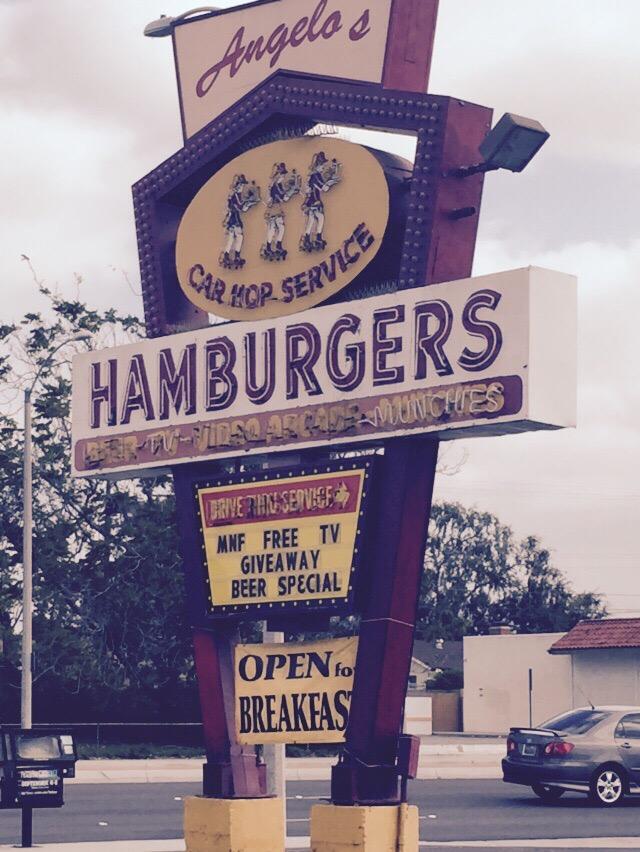 Angelo's
CAR HOP SERVICE
HAMBURGERS
BEER-TV-VIDEO ARCADE-MUNCHIES
DRIVE THRU SERVICE
MNF FREE TV
GIVEAWAY
BEER SPECIAL
OPEN for
BREAKFAS